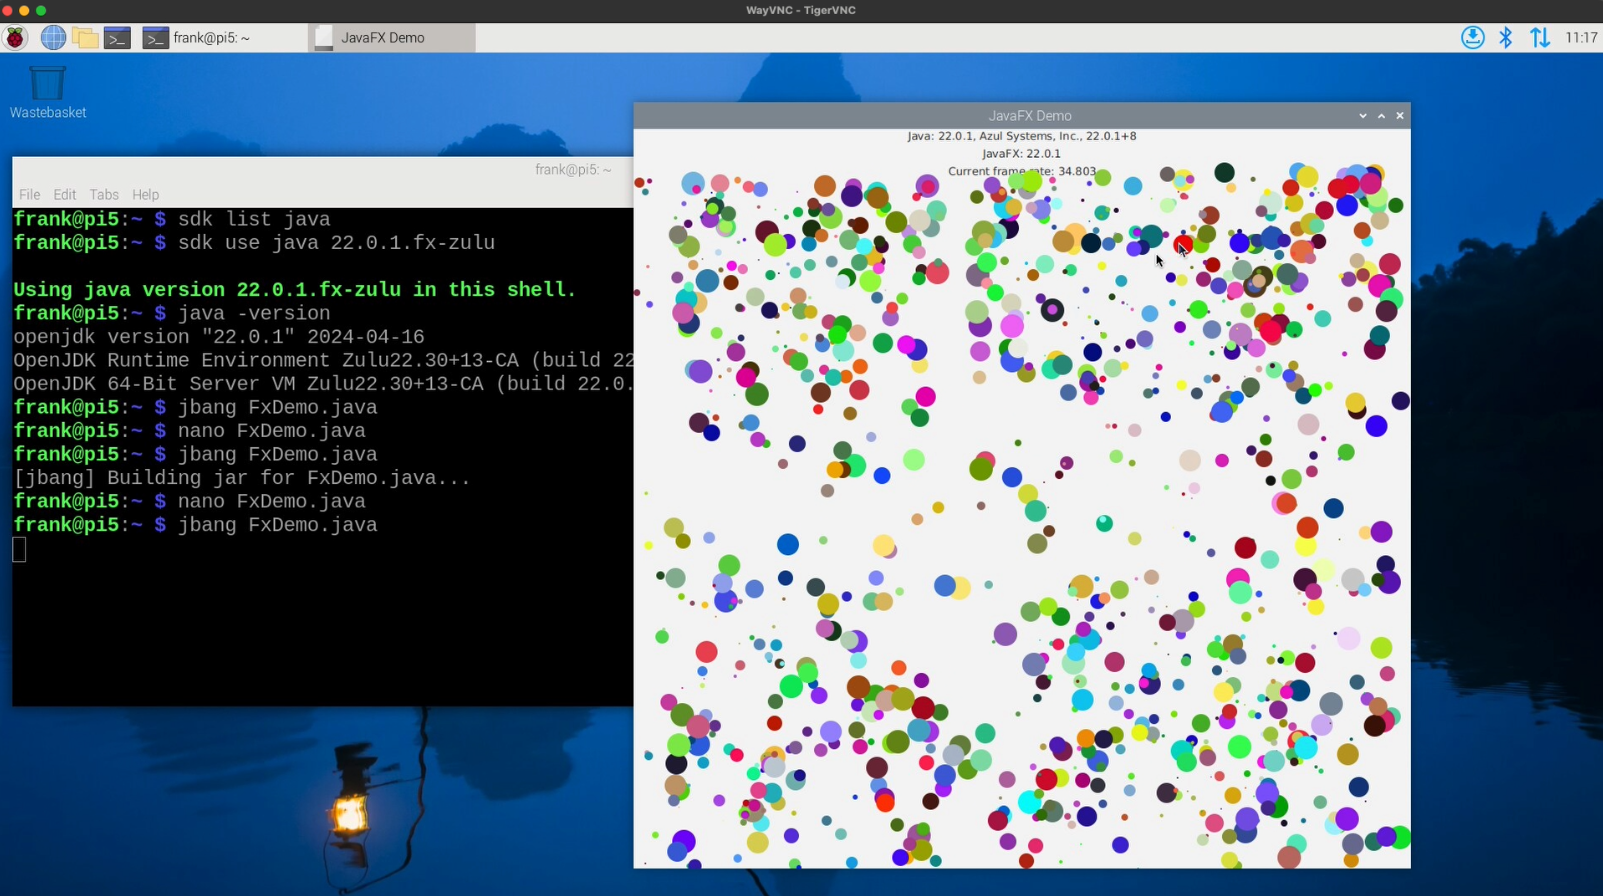 WayVNC - TigerVNC
frank@pi5: ~
JavaFX Demo
11:17
Wastebasket
frank@pi5: ~
File Edit Tabs Help
frank@pi5:~ $ sdk list java
frank@pi5:~ $ sdk use java 22.0.1.fx-zulu
Using java version 22.0.1.fx-zulu in this shell.
frank@pi5:~ $ java -version
openjdk version "22.0.1" 2024-04-16
OpenJDK Runtime Environment Zulu22.30+13-CA (build 22
OpenJDK 64-Bit Server VM Zulu22.30+13-CA (build 22.0.
frank@pi5:~ $ jbang FxDemo.java
frank@pi5:~ $ nano FxDemo.java
frank@pi5:~ $ jbang FxDemo.java
[jbang] Building jar for FxDemo.java...
frank@pi5:~ $ nano FxDemo.java
frank@pi5:~ $ jbang FxDemo.java
JavaFX Demo
Java: 22.0.1, Azul Systems, Inc., 22.0.1+8
JavaFX: 22.0.1
Current frame rate: 34.803